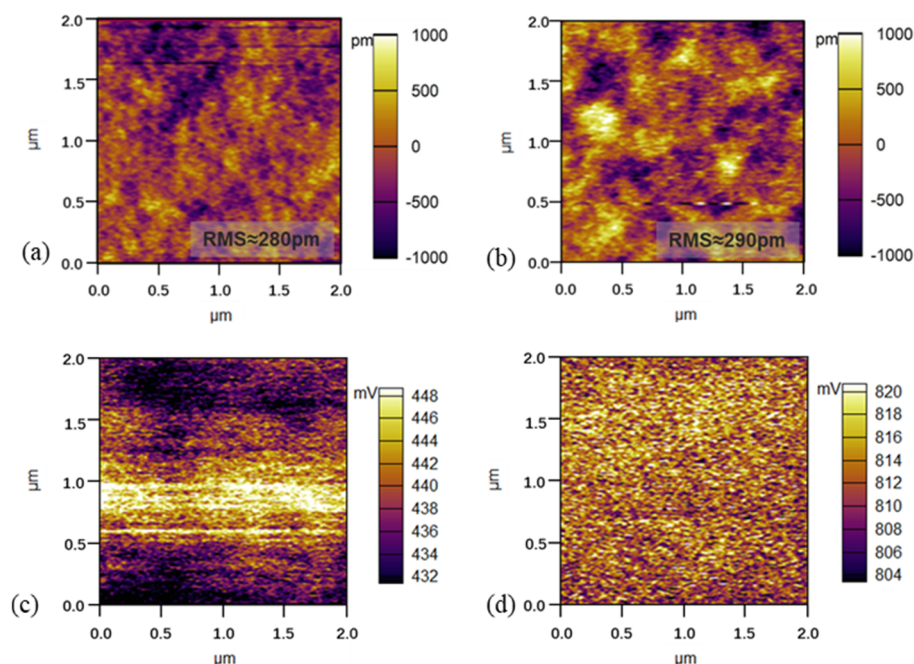 (a)
2.0
1.5
1.0
0.5
0.0
µm
0.0 0.5 1.0 1.5 2.0
µm
RMS≈280pm
pm
1000
500
0
-500
-1000
(b)
2.0
1.5
1.0
0.5
0.0
µm
0.0 0.5 1.0 1.5 2.0
µm
RMS≈290pm
pm
1000
500
0
-500
-1000
(c)
2.0
1.5
1.0
0.5
0.0
µm
0.0 0.5 1.0 1.5 2.0
µm
mV
448
446
444
442
440
438
436
434
432
(d)
2.0
1.5
1.0
0.5
0.0
µm
0.0 0.5 1.0 1.5 2.0
µm
mV
820
818
816
814
812
810
808
806
804